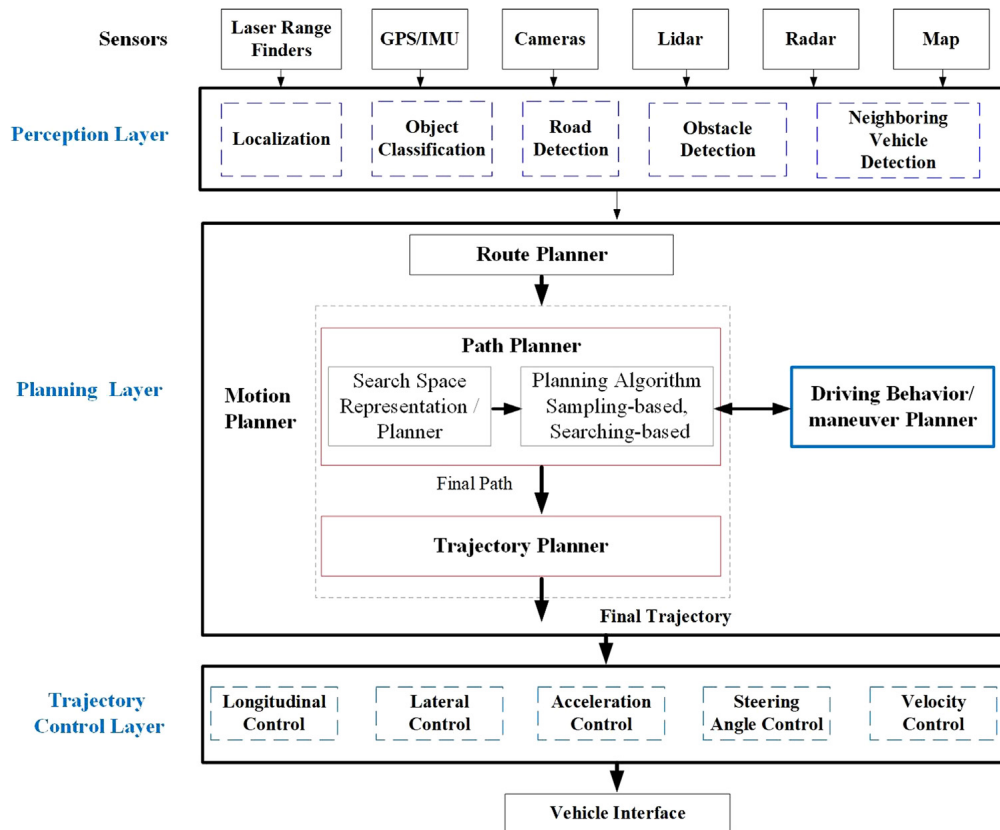 Sensors
Laser Range
Finders
GPS/IMU
Cameras
Lidar
Radar
Map
Perception Layer
Localization
Object
Classification
Road
Detection
Obstacle
Detection
Neighboring
Vehicle
Detection
Planning Layer
Route Planner
Motion
Planner
Path Planner
Search Space
Representation /
Planner
Planning Algorithm
Sampling-based,
Searching-based
Driving Behavior/
maneuver Planner
Final Path
Trajectory Planner
Final Trajectory
Trajectory
Control Layer
Longitudinal
Control
Lateral
Control
Acceleration
Control
Steering
Angle Control
Velocity
Control
Vehicle Interface